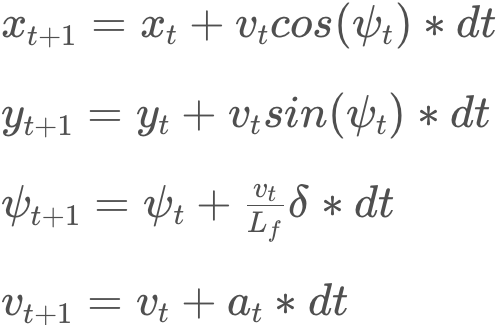 x_{t+1} = x_t + v_t cos(ψ_t) * dt
y_{t+1} = y_t + v_t sin(ψ_t) * dt
ψ_{t+1} = ψ_t + \frac{v_t}{L_f} δ * dt
v_{t+1} = v_t + a_t * dt